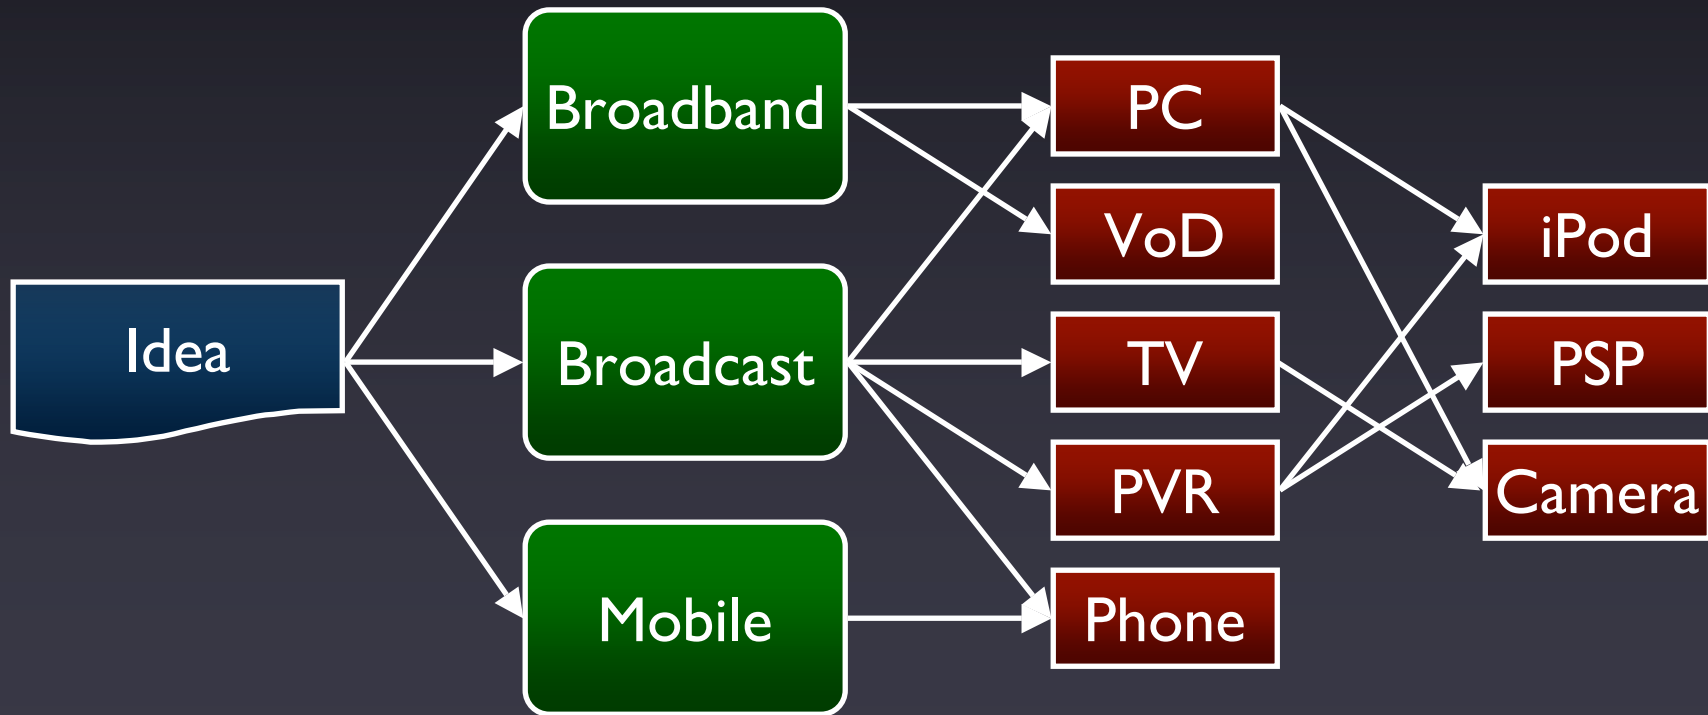 Idea
Broadband
Broadcast
Mobile
PC
VoD
TV
PVR
Phone
iPod
PSP
Camera